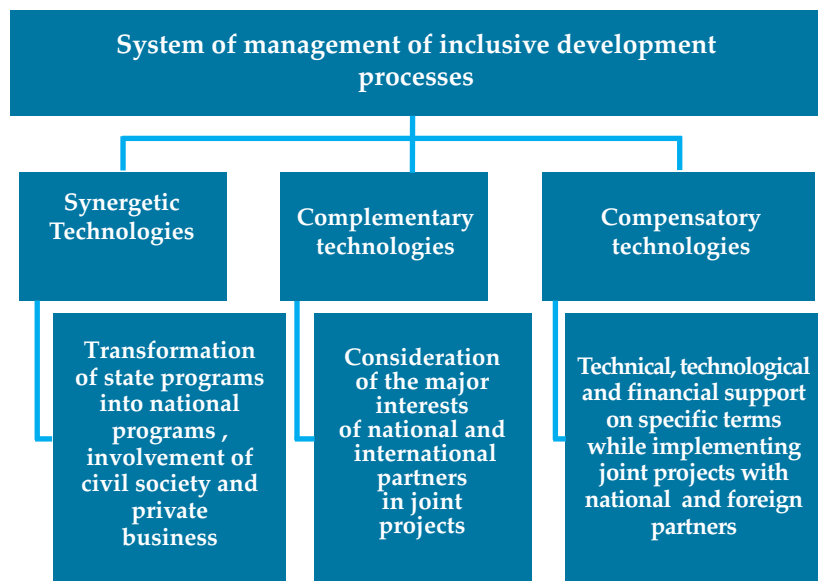 System of management of inclusive development
processes
Synergetic
Technologies
Complementary
technologies
Compensatory
technologies
Transformation
of state programs
into national
programs ,
involvement of
civil society and
private
business
Consideration
of the major
interests
of national and
international
partners
in joint
projects
Technical, technological
and financial support
on specific terms
while implementing
joint projects with
national and foreign
partners